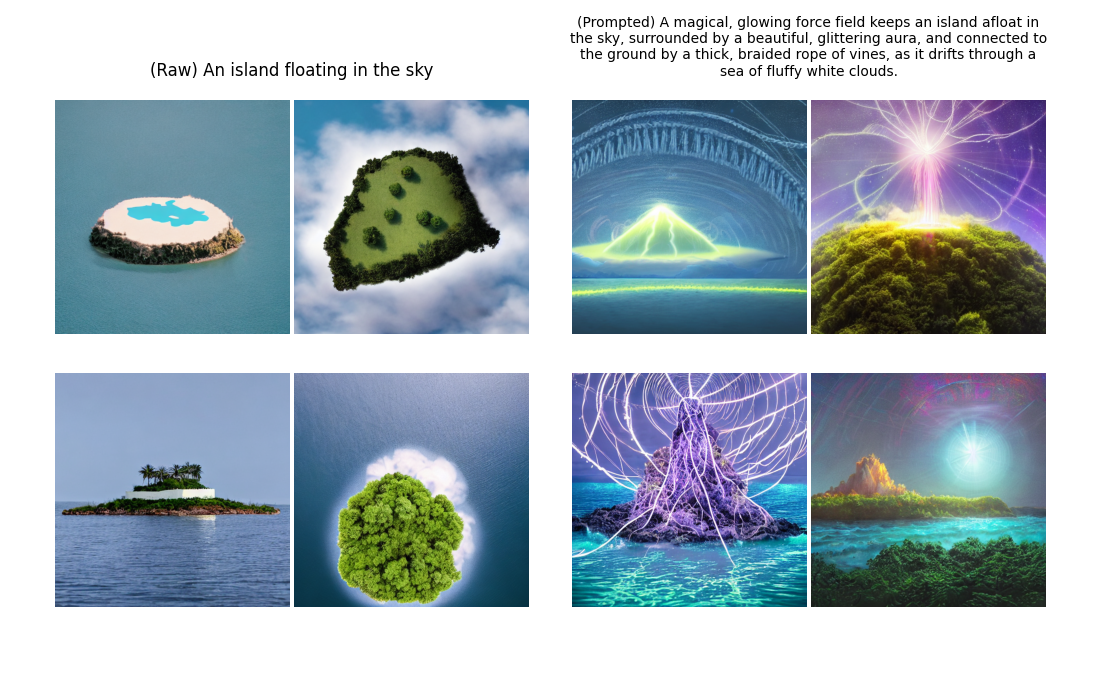 (Raw) An island floating in the sky
(Prompted) A magical, glowing force field keeps an island afloat in
the sky, surrounded by a beautiful, glittering aura, and connected to
the ground by a thick, braided rope of vines, as it drifts through a
sea of fluffy white clouds.